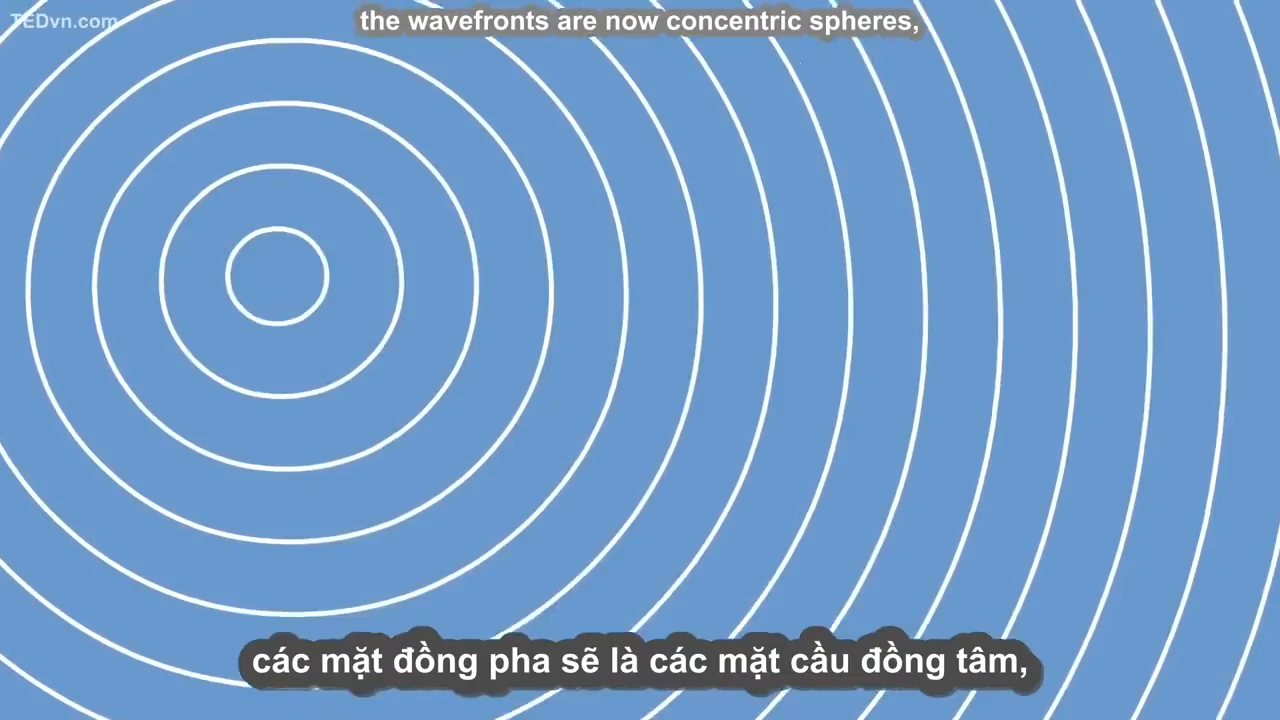 TEDvn.com
the wavefronts are now concentric spheres,
các mặt đồng pha sẽ là các mặt cầu đồng tâm,